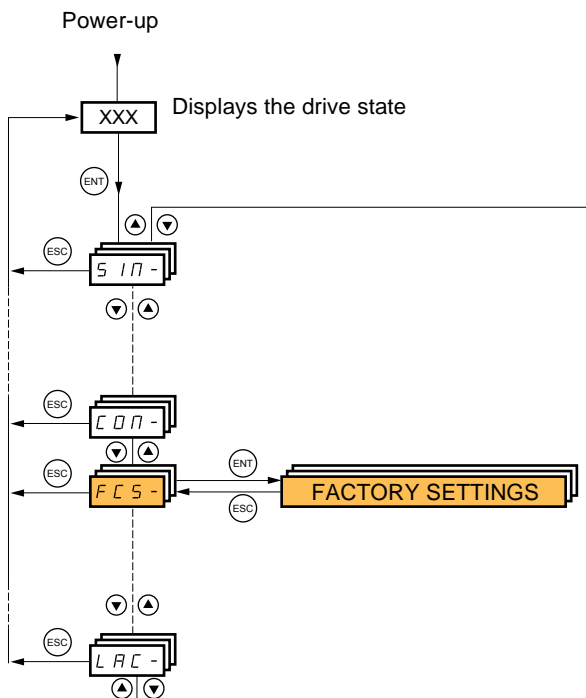 Power-up
XXX Displays the drive state
ENT
ESC
SIM-
ESC
COM-
ESC
FCS-
ENT
FACTORY SETTINGS
ESC
ESC
LAC-